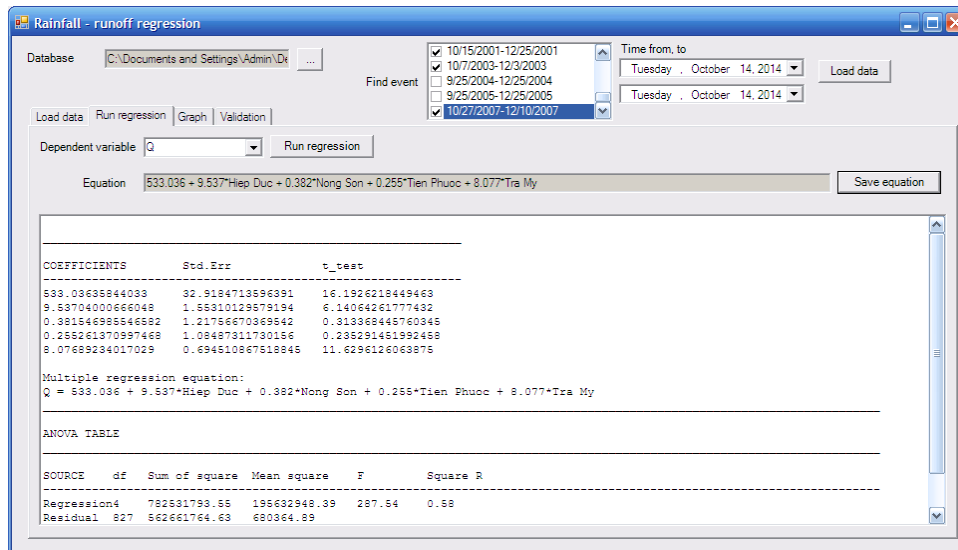 Rainfall - runoff regression
Database C:\Documents and Settings\Admin\De ...
Find event
10/15/2001-12/25/2001
10/7/2003-12/3/2003
9/25/2004-12/25/2004
9/25/2005-12/25/2005
10/27/2007-12/10/2007
Time from, to
Tuesday , October 14, 2014
Tuesday , October 14, 2014
Load data
Load data Run regression Graph Validation
Dependent variable Q Run regression
Equation 533.036 + 9.537*Hiep Duc + 0.382*Nong Son + 0.255*Tien Phuoc + 8.077*Tra My Save equation
COEFFICIENTS Std.Err t_test
533.03635844033 32.9184713596391 16.1926218449463
9.53704000666048 1.55310129579194 6.14064261777432
0.381546985546582 1.21756670369542 0.313368445760345
0.255261370997468 1.08487311730156 0.235291451992458
8.07689234017029 0.694510867518845 11.6296126063875
Multiple regression equation:
Q = 533.036 + 9.537*Hiep Duc + 0.382*Nong Son + 0.255*Tien Phuoc + 8.077*Tra My
ANOVA TABLE
SOURCE df Sum of square Mean square F Square R
Regression4 782531793.55 195632948.39 287.54 0.58
Residual 827 562661764.63 680364.89